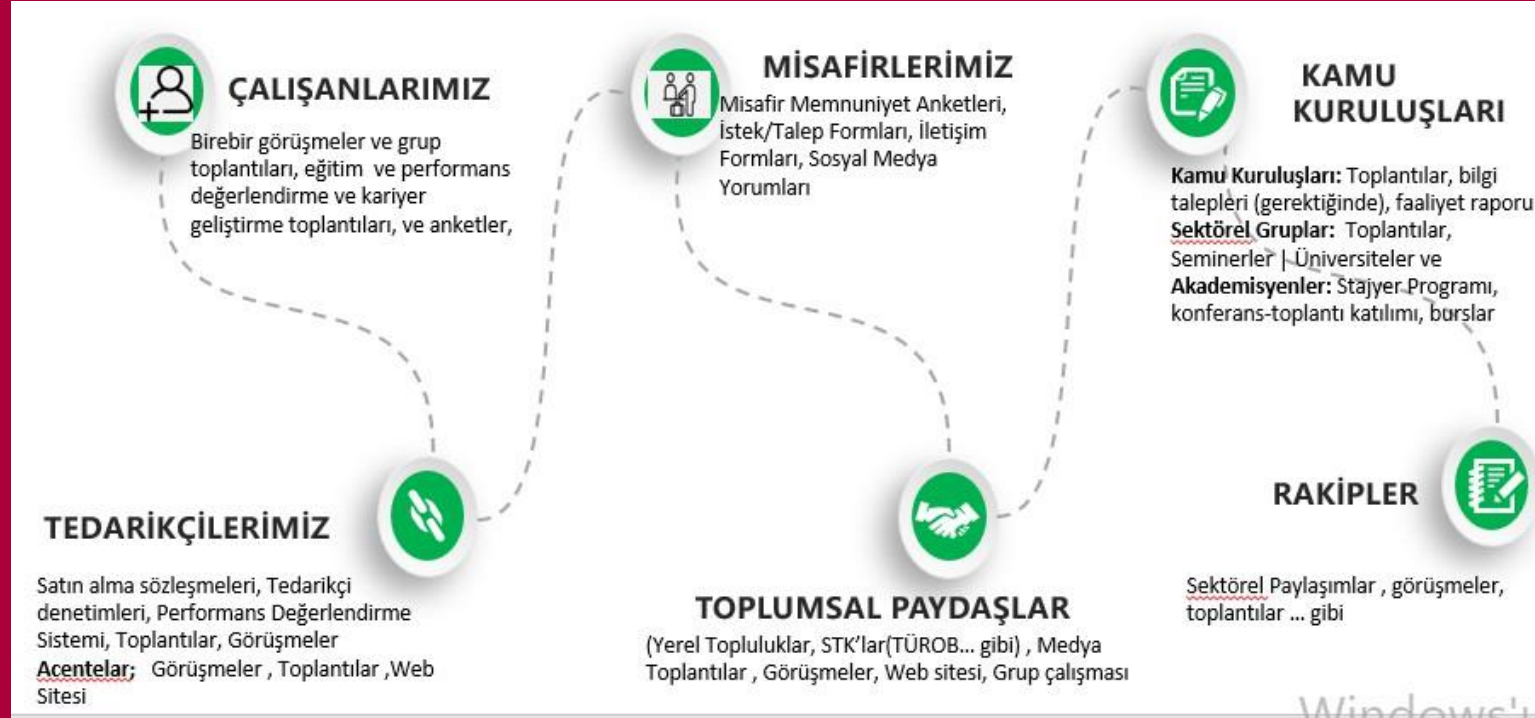 ÇALIŞANLARIMIZ
Birebir görüşmeler ve grup
toplantıları, eğitim ve performans
değerlendirme ve kariyer
geliştirme toplantıları, ve anketler,
TEDARİKÇİLERİMİZ
Satın alma sözleşmeleri, Tedarikçi
denetimleri, Performans Değerlendirme
Sistemi, Toplantılar, Görüşmeler
Acentelar; Görüşmeler , Toplantılar ,Web
Sitesi
MİSAFİRLERİMİZ
Misafir Memnuniyet Anketleri,
İstek/Talep Formları, İletişim
Formları, Sosyal Medya
Yorumları
TOPLUMSAL PAYDAŞLAR
(Yerel Topluluklar, STK’lar(TÜROB... gibi) , Medya
Toplantılar , Görüşmeler, Web sitesi, Grup çalışması
KAMU
KURULUŞLARI
Kamu Kuruluşları: Toplantılar, bilgi
talepleri (gerektiğinde), faaliyet raporu
Sektörel Gruplar: Toplantılar,
Seminerler | Üniversiteler ve
Akademisyenler: Stajyer Programı,
konferans-toplantı katılımı, burslar
RAKİPLER
Sektörel Paylaşımlar , görüşmeler,
toplantılar ... gibi